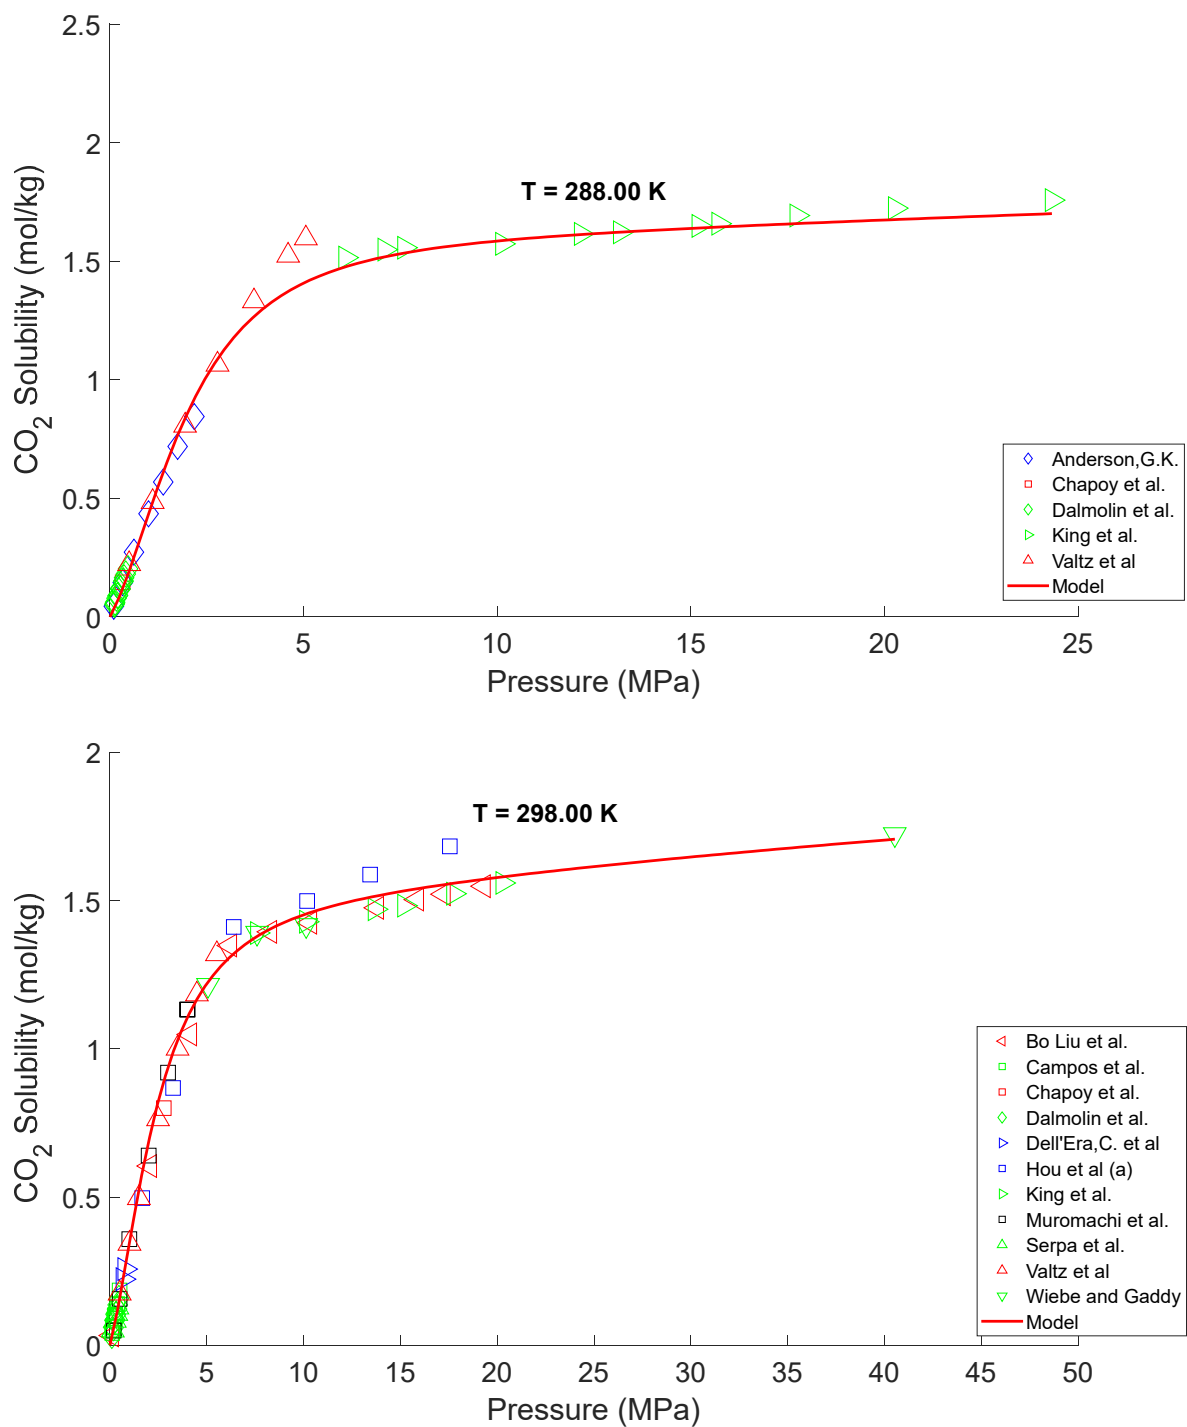 2.5
2
T = 288.00 K
1.5
1
0.5
0
CO2 Solubility (mol/kg)
Anderson,G.K.
Chapoy et al.
Dalmolin et al.
King et al.
Valtz et al
Model
0 5 10 15 20 25
Pressure (MPa)
2
T = 298.00 K
1.5
1
0.5
0
CO2 Solubility (mol/kg)
Bo Liu et al.
Campos et al.
Chapoy et al.
Dalmolin et al.
Dell'Era,C. et al
Hou et al (a)
King et al.
Muromachi et al.
Serpa et al.
Valtz et al
Wiebe and Gaddy
Model
0 5 10 15 20 25 30 35 40 45 50
Pressure (MPa)